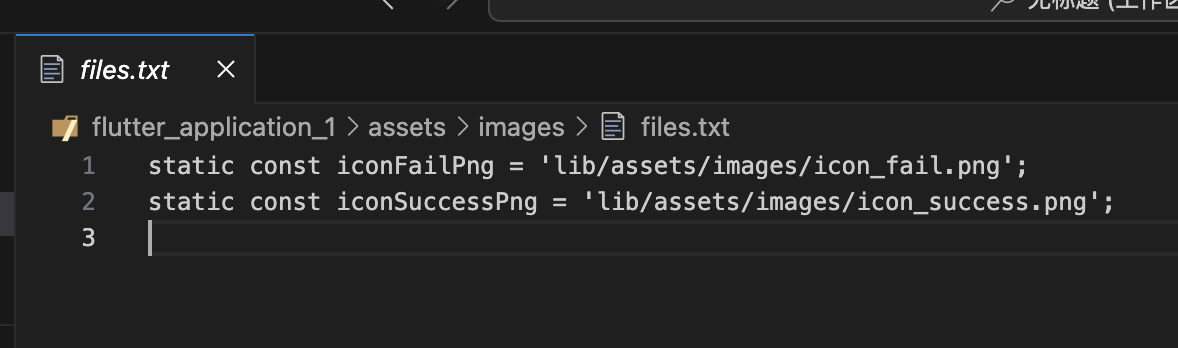 无标题 (工作区
files.txt
flutter_application_1 > assets > images > files.txt
1 static const iconFailPng = 'lib/assets/images/icon_fail.png';
2 static const iconSuccessPng = 'lib/assets/images/icon_success.png';
3